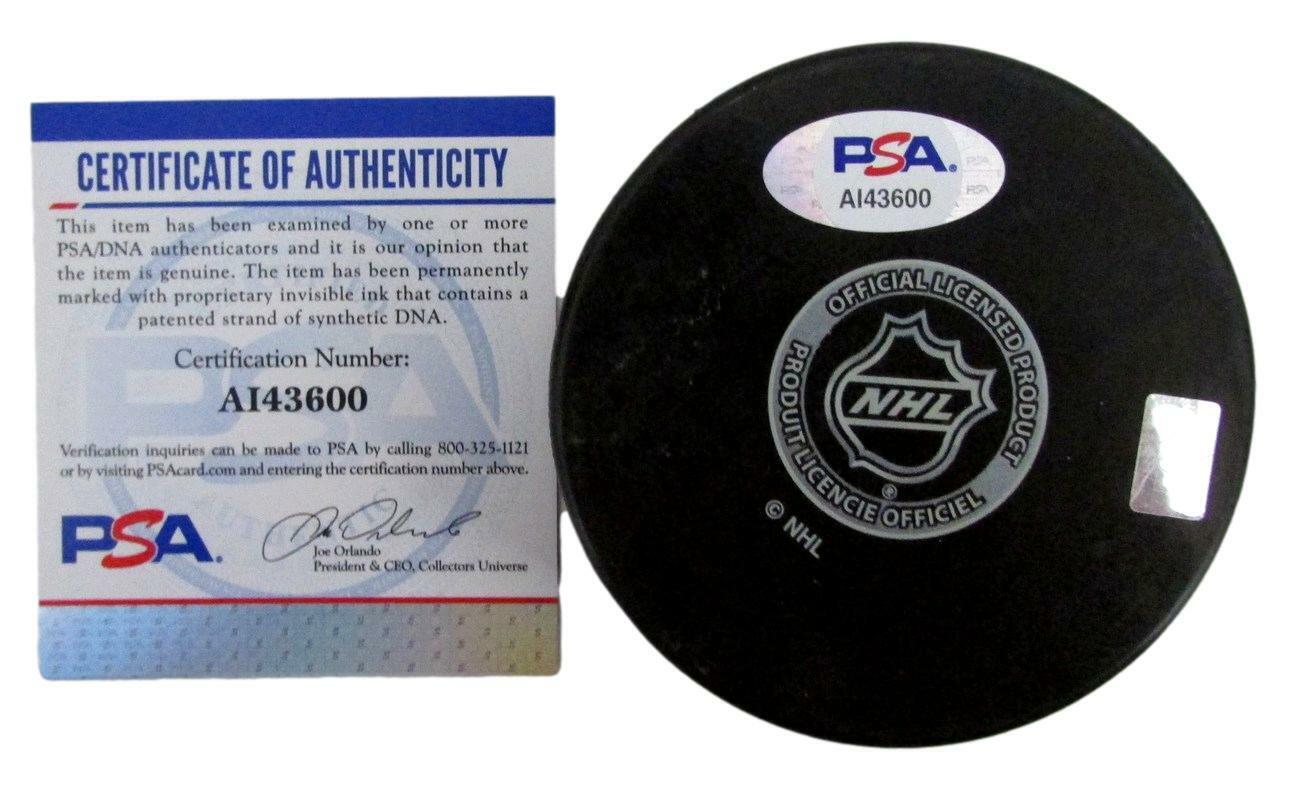 CERTIFICATE OF AUTHENTICITY
This item has been examined by one or more
PSA/DNA authenticators and it is our opinion that
the item is genuine. The item has been permanently
marked with proprietary invisible ink that contains a
patented strand of synthetic DNA.
Certification Number:
AI43600
Verification inquiries can be made to PSA by calling 800-325-1121
or by visiting PSAcard.com and entering the certification number above.
PSA.
Joe Orlando
President & CEO, Collectors Universe
PSA®
AI43600
OFFICIAL LICENSED PRODUCT
NHL
®
PRODUIT LICENCIE OFFICIEL
© NHL